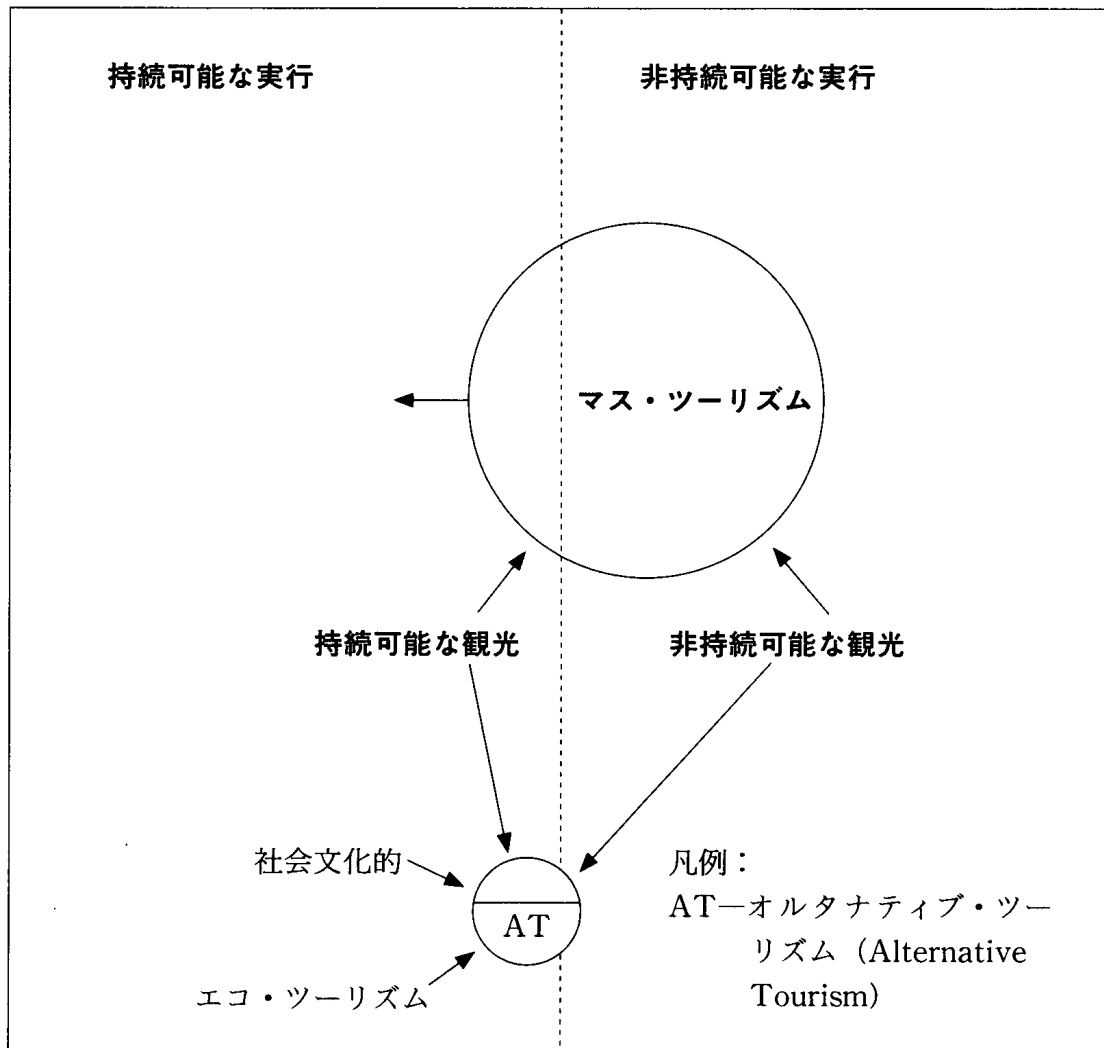 持続可能な実行
非持続可能な実行
マス・ツーリズム
持続可能な観光
非持続可能な観光
社会文化的
AT
エコ・ツーリズム
凡例：
AT—オルタナティブ・ツー
リズム（Alternative
Tourism）